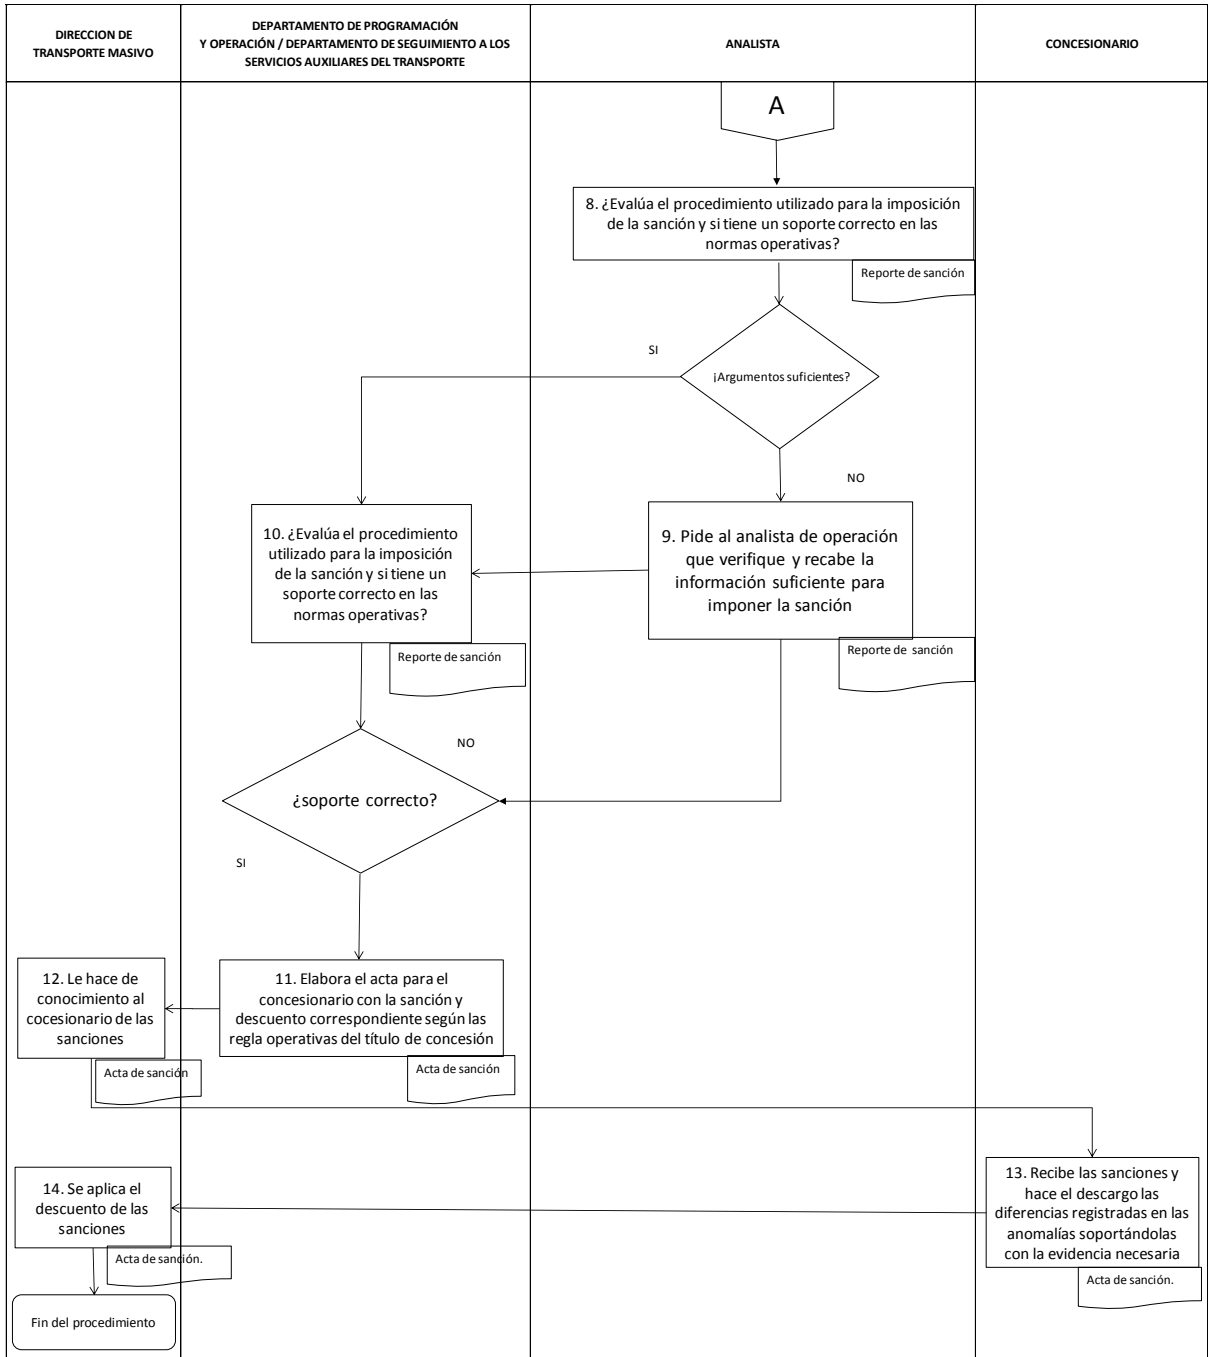 DIRECCION DE
TRANSPORTE MASIVO
DEPARTAMENTO DE PROGRAMACIÓN
Y OPERACIÓN / DEPARTAMENTO DE SEGUIMIENTO A LOS
SERVICIOS AUXILIARES DEL TRANSPORTE
ANALISTA
CONCESIONARIO
A
8. ¿Evalúa el procedimiento utilizado para la imposición
de la sanción y si tiene un soporte correcto en las
normas operativas?
Reporte de sanción
SI
¡Argumentos suficientes?
NO
10. ¿Evalúa el procedimiento
utilizado para la imposición
de la sanción y si tiene un
soporte correcto en las
normas operativas?
Reporte de sanción
9. Pide al analista de operación
que verifique y recabe la
información suficiente para
imponer la sanción
Reporte de sanción
NO
¿soporte correcto?
SI
12. Le hace de
conocimiento al
cocesionario de las
sanciones
Acta de sanción
11. Elabora el acta para el
concesionario con la sanción y
descuento correspondiente según las
regla operativas del título de concesión
Acta de sanción
14. Se aplica el
descuento de las
sanciones
Acta de sanción.
13. Recibe las sanciones y
hace el descargo las
diferencias registradas en las
anomalías soportándolas
con la evidencia necesaria
Acta de sanción.
Fin del procedimiento